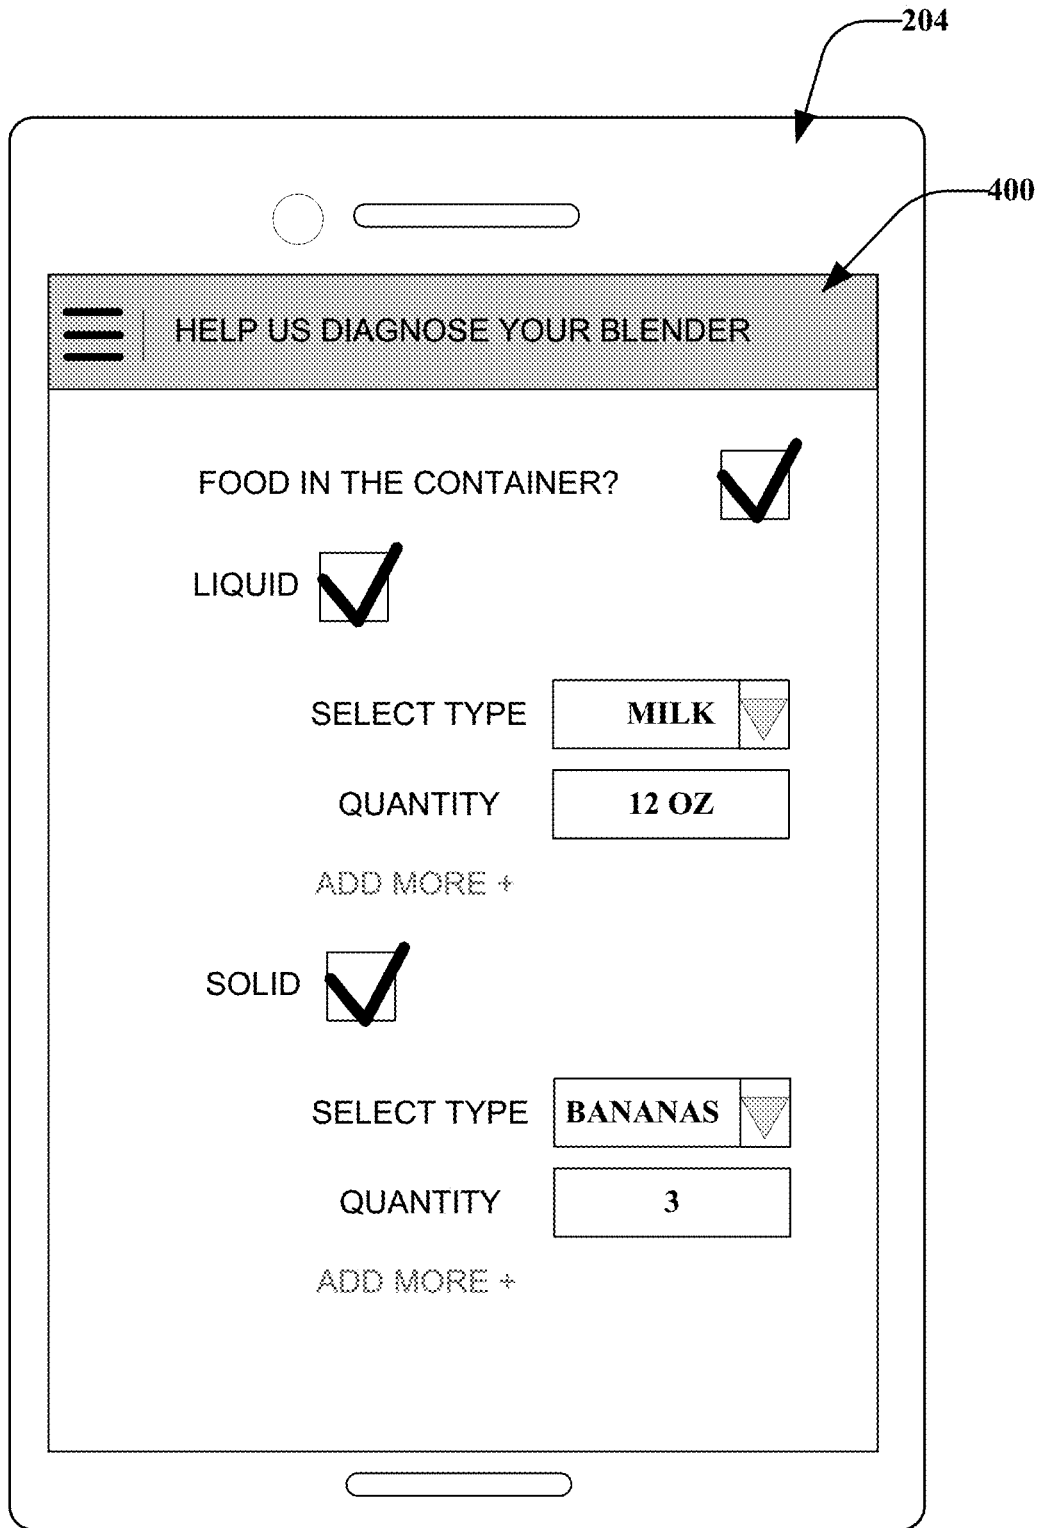 204
400
HELP US DIAGNOSE YOUR BLENDER
FOOD IN THE CONTAINER?
LIQUID
SELECT TYPE MILK
QUANTITY 12 OZ
ADD MORE +
SOLID
SELECT TYPE BANANAS
QUANTITY 3
ADD MORE +